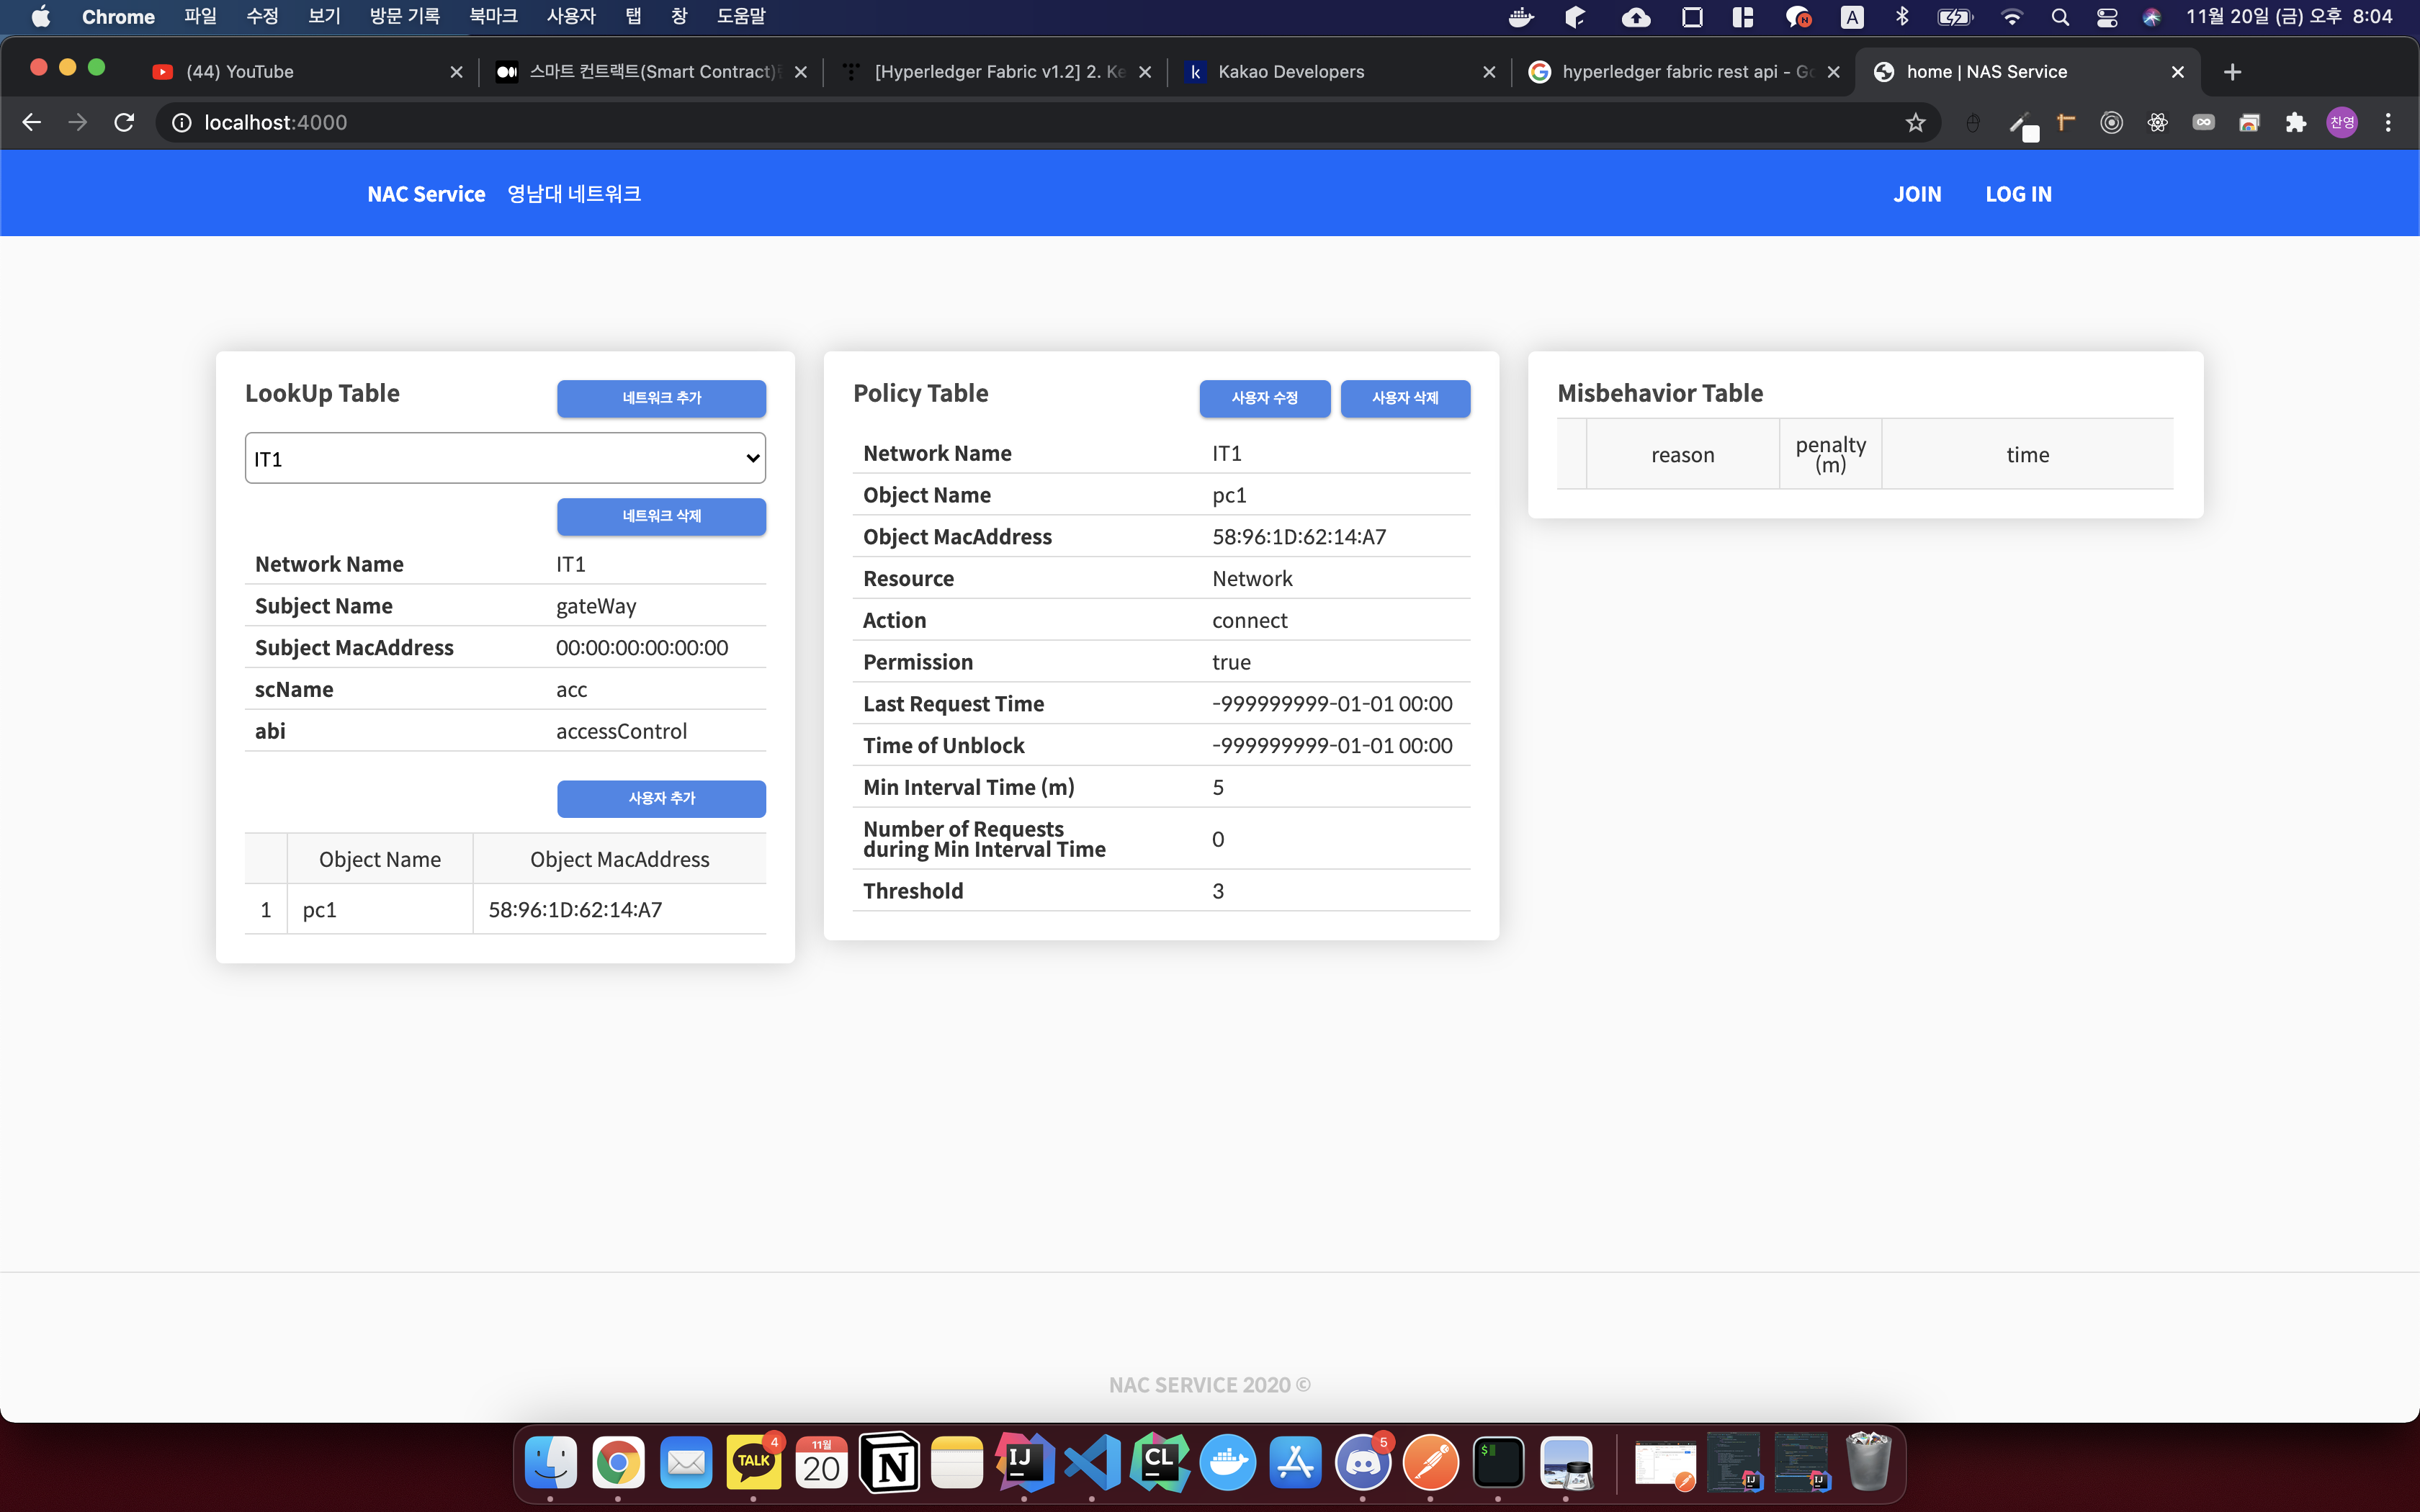 Chrome 파일 수정 보기 방문 기록 북마크 사용자 탭 창 도움말 A 11월 20일 (금) 오후 8:04
(44) YouTube 스마트 컨트랙트(Smart Contract) [Hyperledger Fabric v1.2] 2. Ke Kakao Developers hyperledger fabric rest api - Go home | NAS Service
localhost:4000 찬영
NAC Service 영남대 네트워크 JOIN LOG IN
LookUp Table 네트워크 추가
IT1
네트워크 삭제
Network Name IT1
Subject Name gateWay
Subject MacAddress 00:00:00:00:00:00
scName acc
abi accessControl
사용자 추가
Object Name Object MacAddress
1 pc1 58:96:1D:62:14:A7
Policy Table 사용자 수정 사용자 삭제
Network Name IT1
Object Name pc1
Object MacAddress 58:96:1D:62:14:A7
Resource Network
Action connect
Permission true
Last Request Time -999999999-01-01 00:00
Time of Unblock -999999999-01-01 00:00
Min Interval Time (m) 5
Number of Requests
during Min Interval Time 0
Threshold 3
Misbehavior Table
reason penalty (m) time
NAC SERVICE 2020 ©
TALK 4 11월 20 N IJ CL 5 $